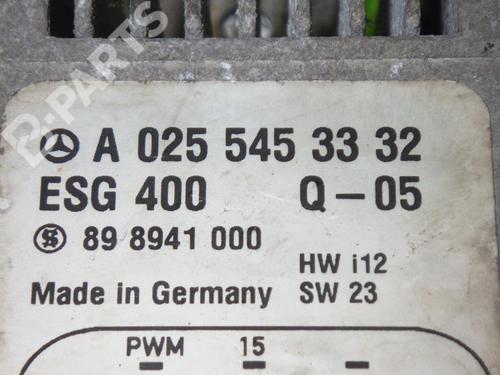 B-PARTS
A 025 545 33 32
ESG 400 Q-05
89 8941 000
HW i12
Made in Germany SW 23
PWM 15